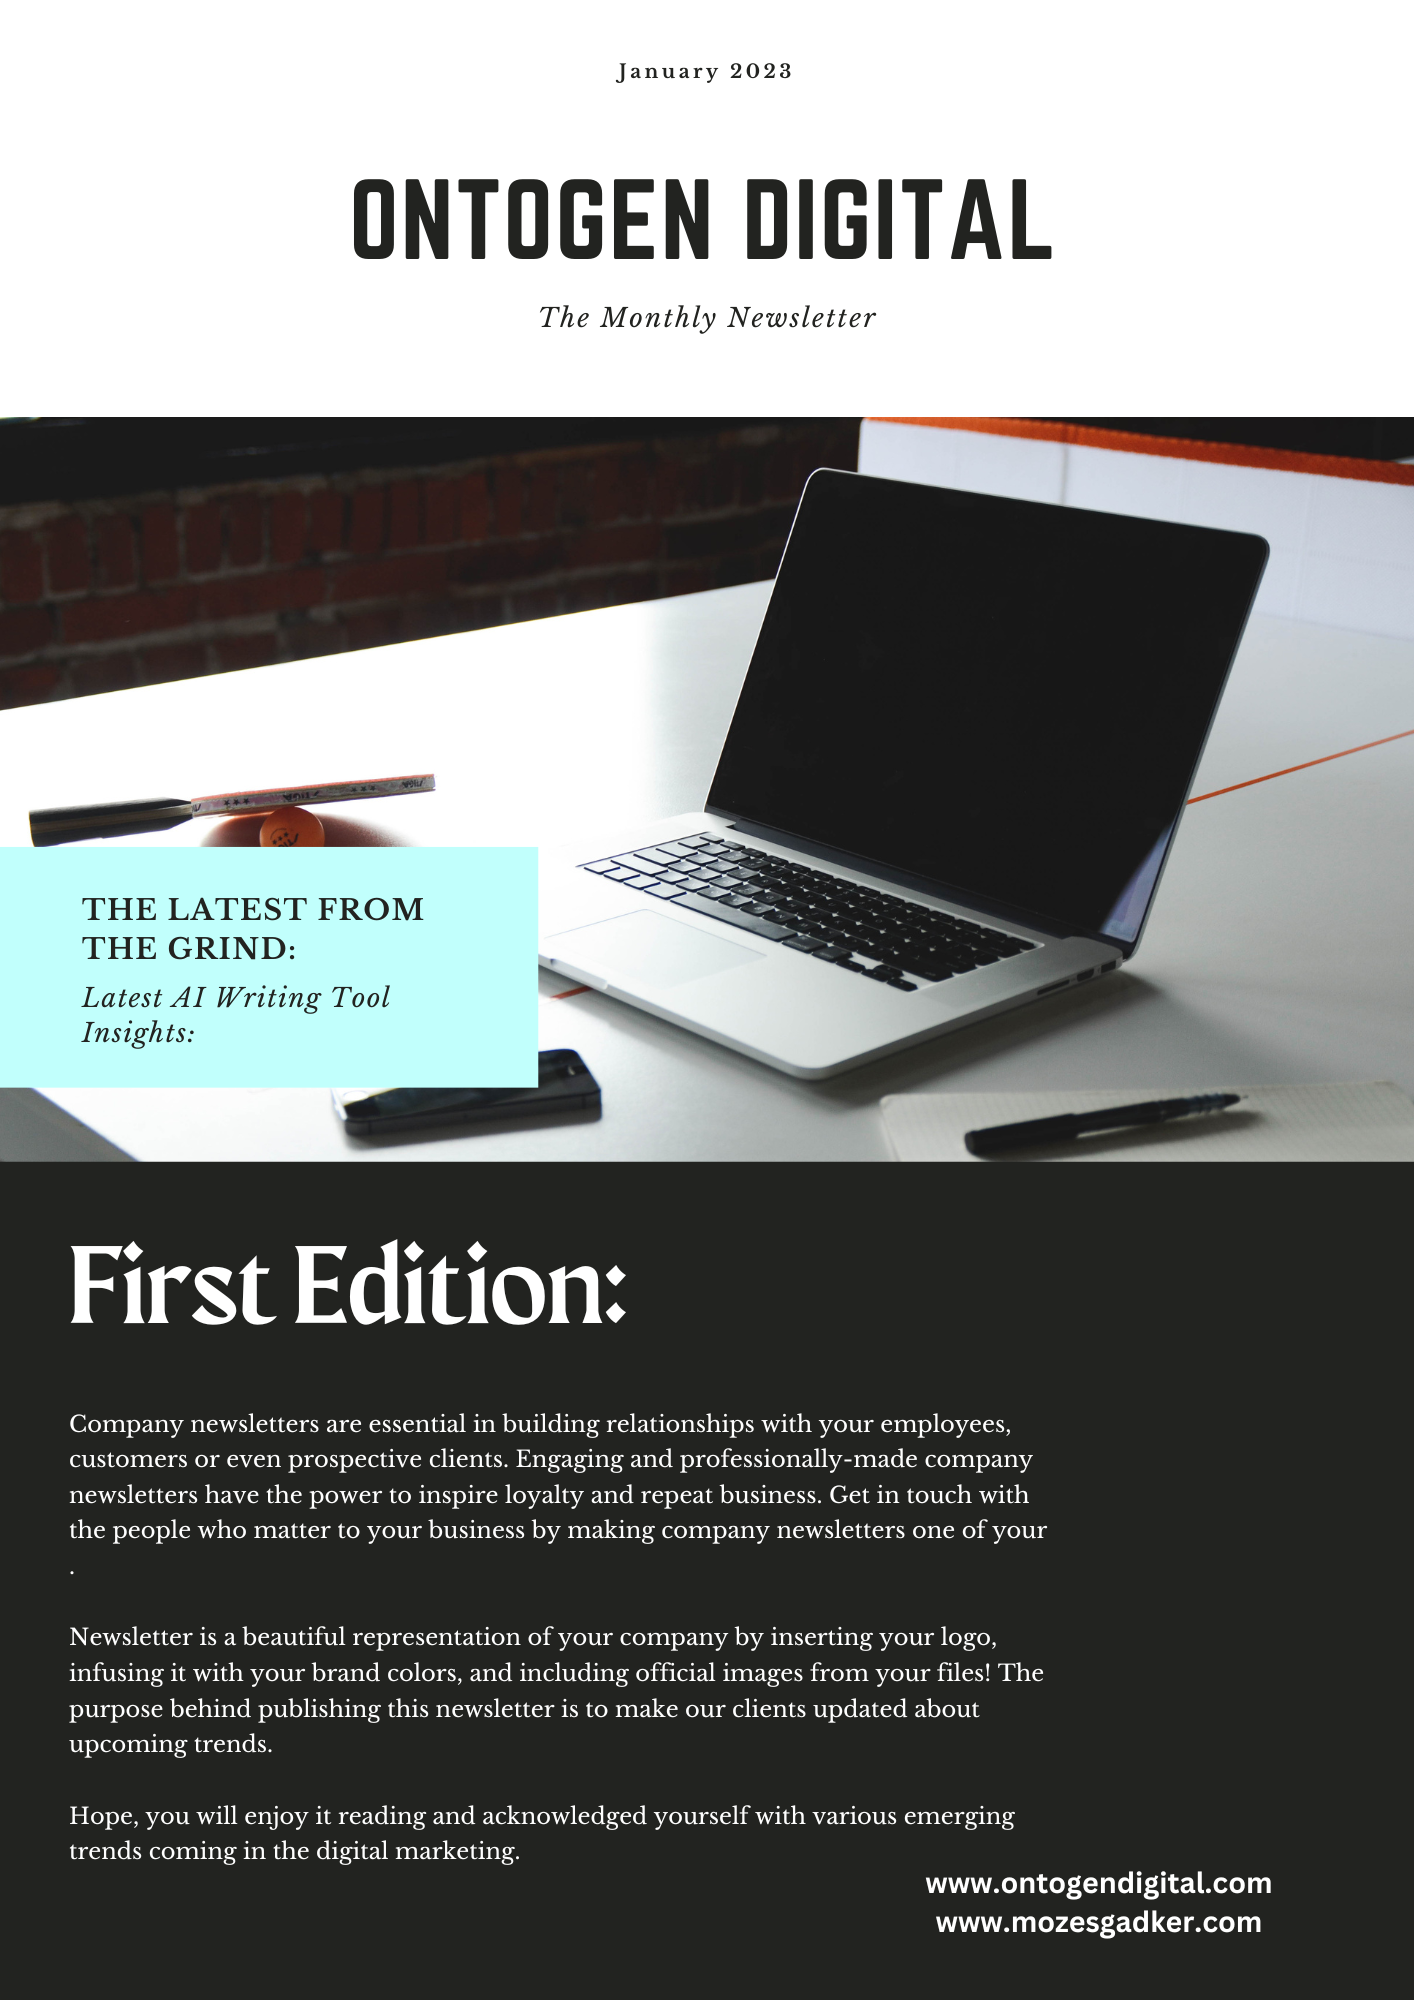 January 2023
ONTOGEN DIGITAL
The Monthly Newsletter
THE LATEST FROM
THE GRIND:
Latest AI Writing Tool
Insights:
First Edition:
Company newsletters are essential in building relationships with your employees,
customers or even prospective clients. Engaging and professionally-made company
newsletters have the power to inspire loyalty and repeat business. Get in touch with
the people who matter to your business by making company newsletters one of your
.
Newsletter is a beautiful representation of your company by inserting your logo,
infusing it with your brand colors, and including official images from your files! The
purpose behind publishing this newsletter is to make our clients updated about
upcoming trends.
Hope, you will enjoy it reading and acknowledged yourself with various emerging
trends coming in the digital marketing.
www.ontogendigital.com
www.mozesgadker.com